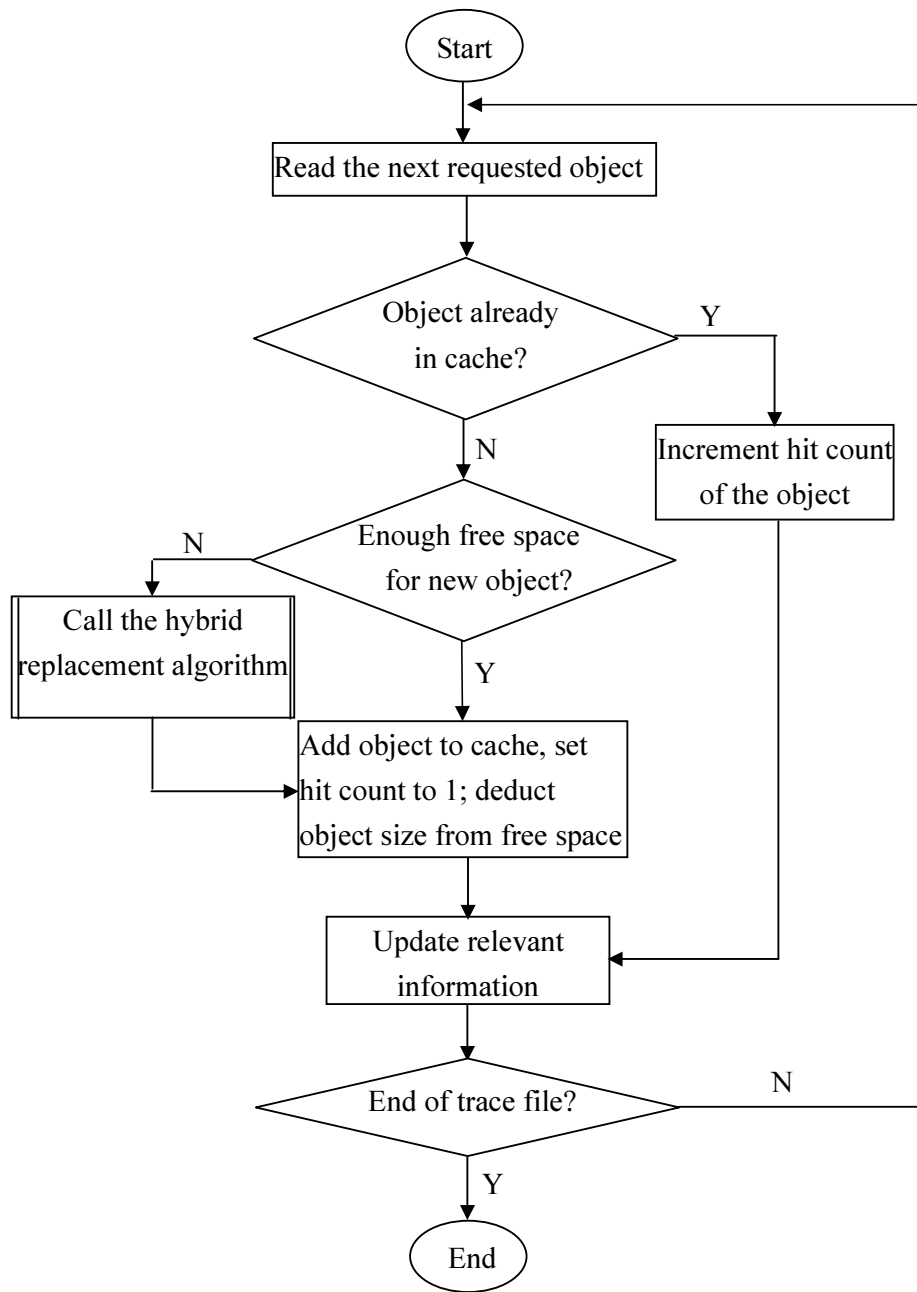 Start
Read the next requested object
Object already
in cache?
Y
N
Increment hit count
of the object
Enough free space
for new object?
N
Call the hybrid
replacement algorithm
Y
Add object to cache, set
hit count to 1; deduct
object size from free space
Update relevant
information
End of trace file?
N
Y
End